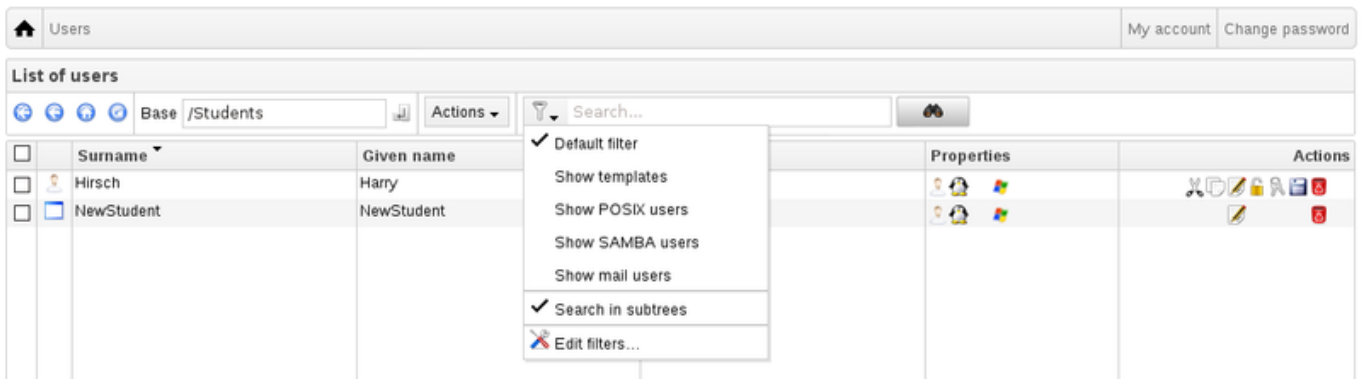 Users My account Change password
List of users
Base /Students Actions Search...
Default filter
Surname Given name Properties Actions
Show templates
Hirsch Harry
Show POSIX users
NewStudent NewStudent
Show SAMBA users
Show mail users
Search in subtrees
Edit filters...